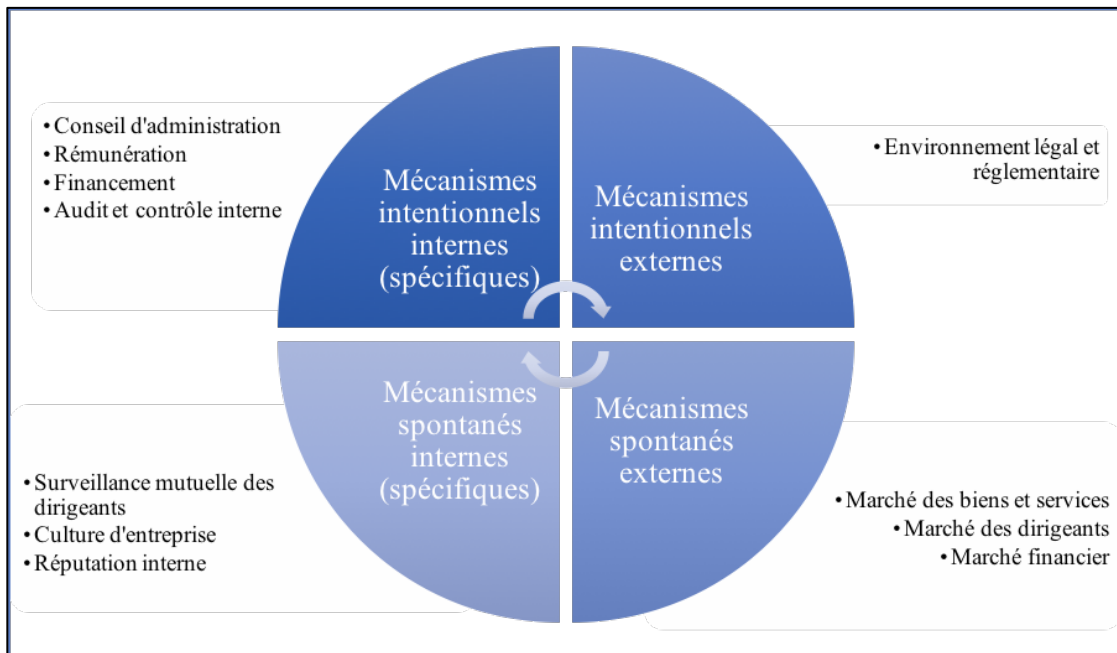 • Conseil d'administration
• Rémunération
• Financement
• Audit et contrôle interne
Mécanismes
intentionnels
internes
(spécifiques)
Mécanismes
intentionnels
externes
• Environnement légal et
réglementaire
• Surveillance mutuelle des
dirigeants
• Culture d'entreprise
• Réputation interne
Mécanismes
spontanés
internes
(spécifiques)
Mécanismes
spontanés
externes
• Marché des biens et services
• Marché des dirigeants
• Marché financier